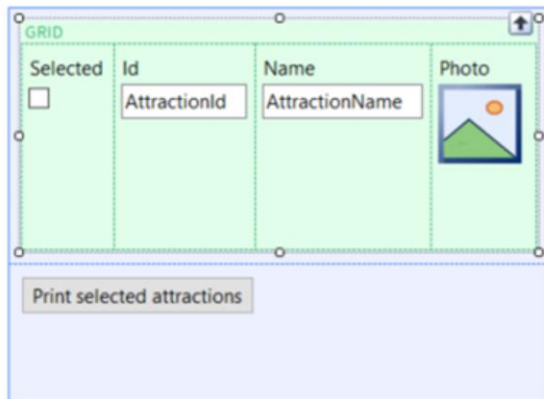 GRID
Selected Id Name Photo
AttractionId AttractionName
Print selected attractions